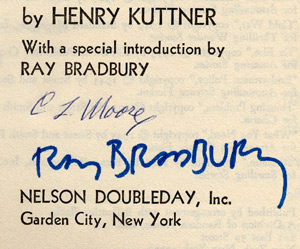 by HENRY KUTTNER
With a special introduction by
RAY BRADBURY
C L Moore
Ray BRADBURY
NELSON DOUBLEDAY, Inc.
Garden City, New York